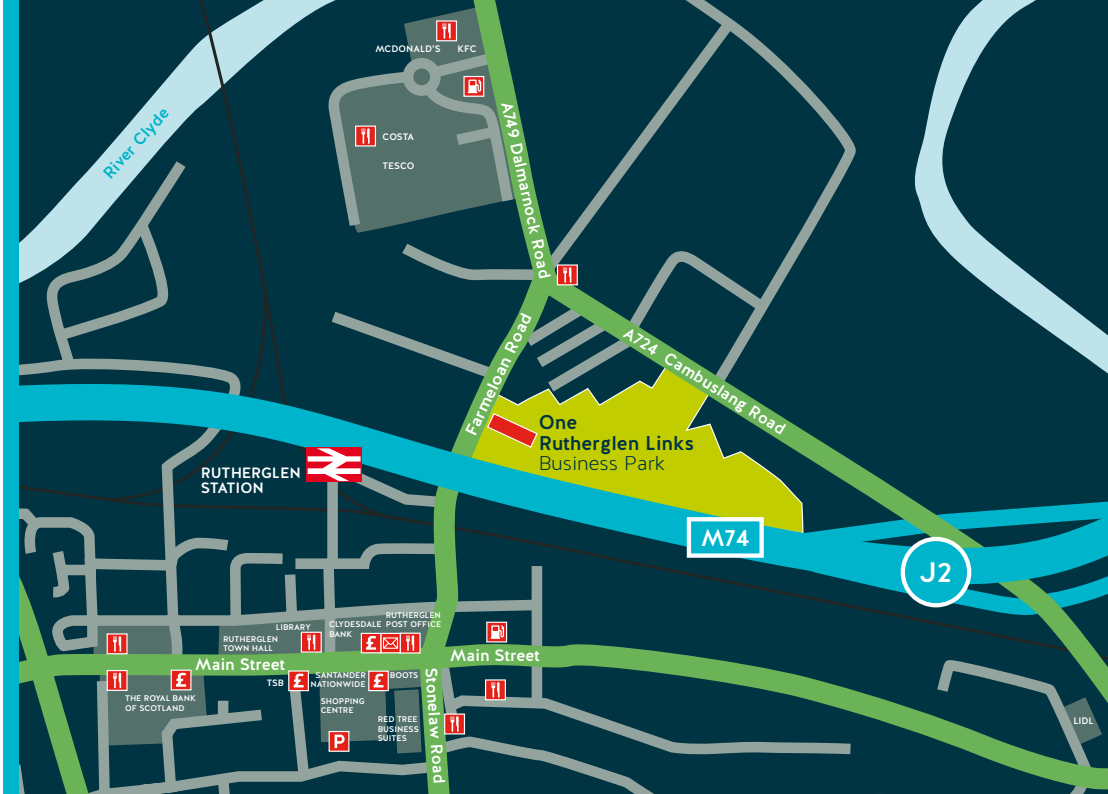 MCDONALD'S KFC
River Clyde
COSTA
TESCO
A749 Dalmarnock Road
Farmeloan Road
A724 Cambuslang Road
One
Rutherglen Links
Business Park
RUTHERGLEN
STATION
M74
J2
LIBRARY
RUTHERGLEN
TOWN HALL
CLYDESDALE
BANK
RUTHERGLEN
POST OFFICE
£
Main Street
Main Street
THE ROYAL BANK
OF SCOTLAND
£
TSB
£
SANTANDER
NATIONWIDE
£
BOOTS
SHOPPING
CENTRE
P
RED TREE
BUSINESS
SUITES
Stonelaw Road
LIDL